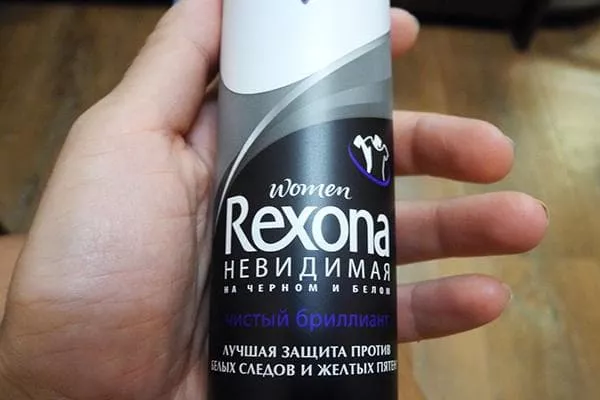 women
Rexona
НЕВИДИМАЯ
НА ЧЕРНОМ И БЕЛОМ
чистый бриллиант
ЛУЧШАЯ ЗАЩИТА ПРОТИВ
БЕЛЫХ СЛЕДОВ И ЖЕЛТЫХ ПЯТЕН